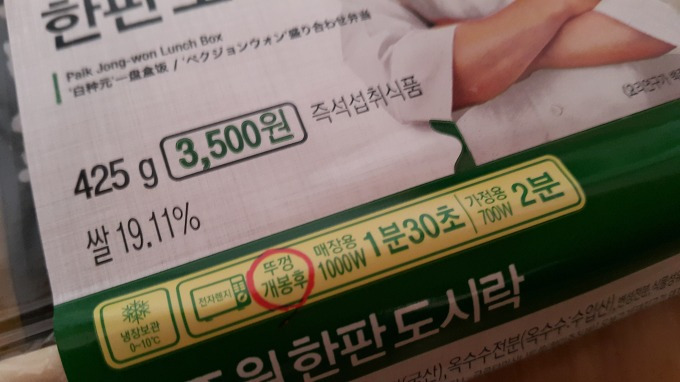 한판도
Paik Jong-won Lunch Box
'白种元'一盘盒饭 / 'ペクジョンウォン'盛り合わせ弁当
425 g 3,500원 즉석섭취식품
쌀 19.11%
냉장보관
0~10℃
전자렌지
뚜껑
개봉후
매장용
1000W
1분30초
가정용
700W
2분
원한판도시락
옥수수전분(옥수수:수입산),